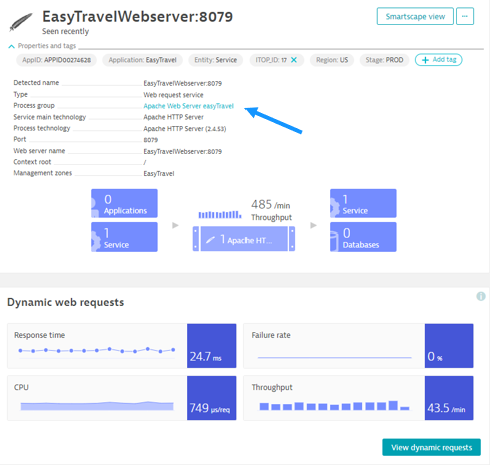 EasyTravelWebserver:8079
Seen recently
Smartscape view
...
Properties and tags
AppID: APPID00274628
Application: EasyTravel
Entity: Service
ITOP_ID: 17
Region: US
Stage: PROD
Add tag
Detected name EasyTravelWebserver:8079
Type Web request service
Process group Apache Web Server easyTravel
Service main technology Apache HTTP Server
Process technology Apache HTTP Server (2.4.53)
Port 8079
Web server name EasyTravelWebserver:8079
Context root /
Management zones EasyTravel
0
Applications
1
Service
485 /min
Throughput
1 Apache HT...
1
Service
0
Databases
Dynamic web requests
Response time
24.7 ms
Failure rate
0 %
CPU
749 µs/req
Throughput
43.5 /min
View dynamic requests